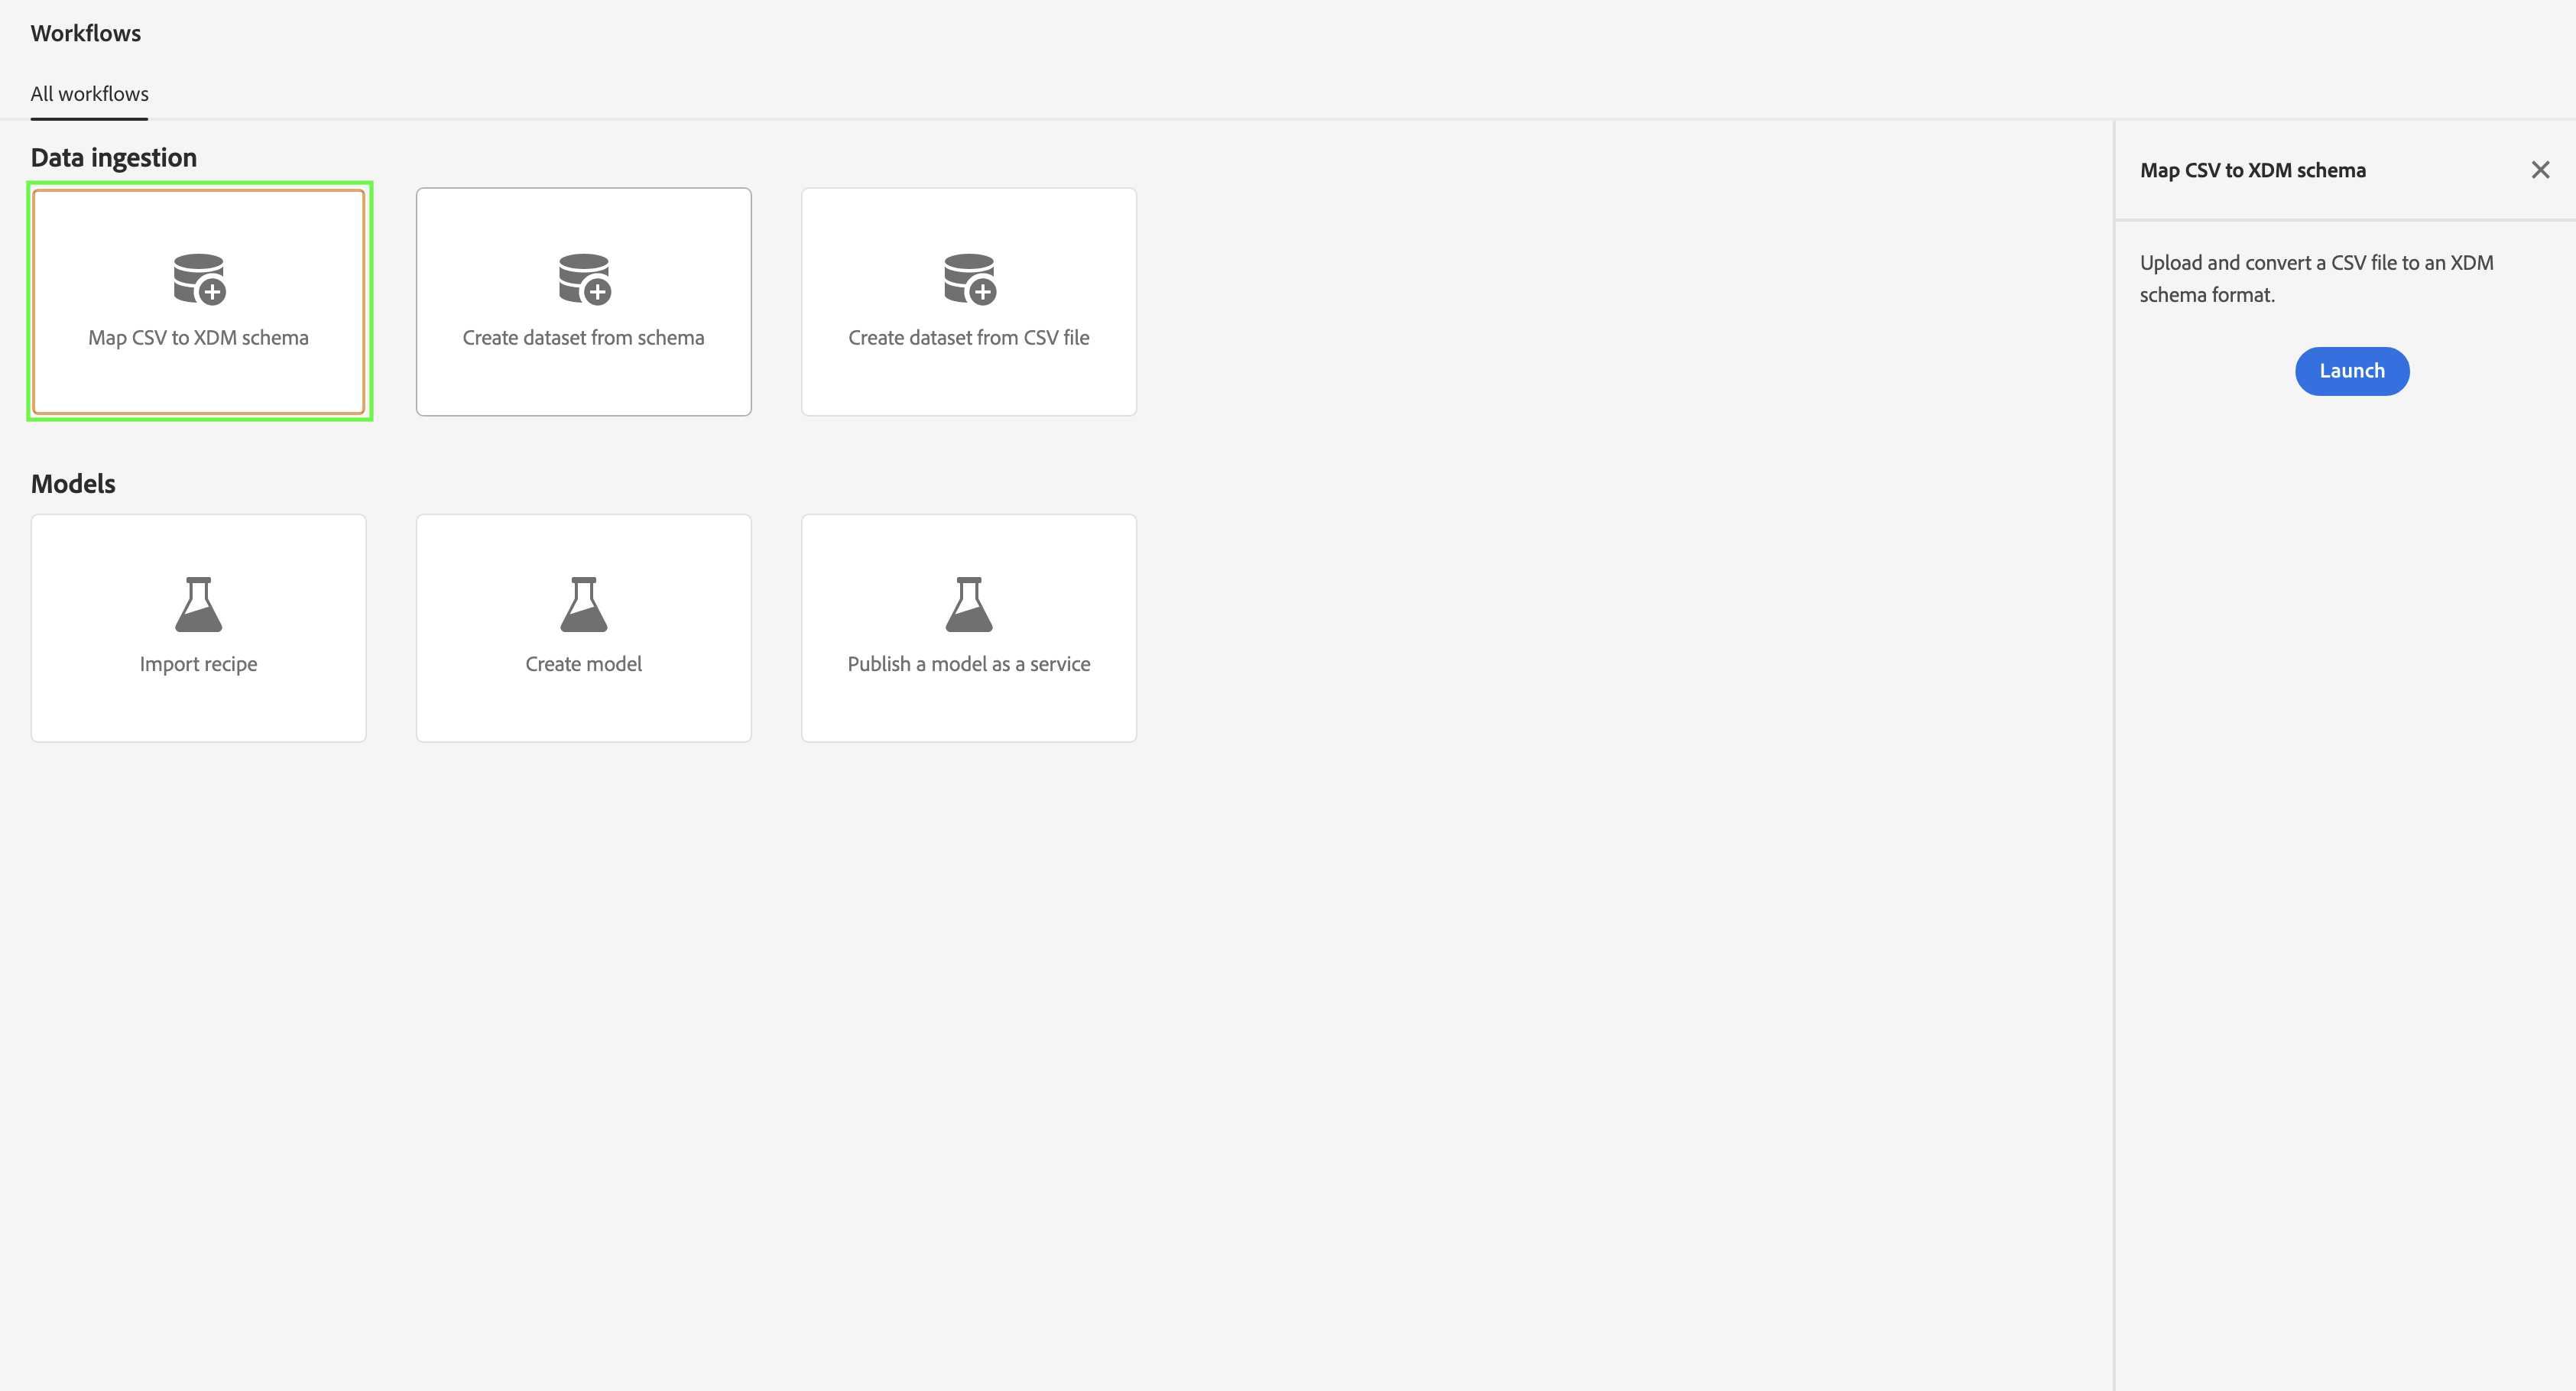 Workflows
All workflows
Data ingestion
Map CSV to XDM schema
Create dataset from schema
Create dataset from CSV file
Models
Import recipe
Create model
Publish a model as a service
Map CSV to XDM schema
Upload and convert a CSV file to an XDM
schema format.
Launch